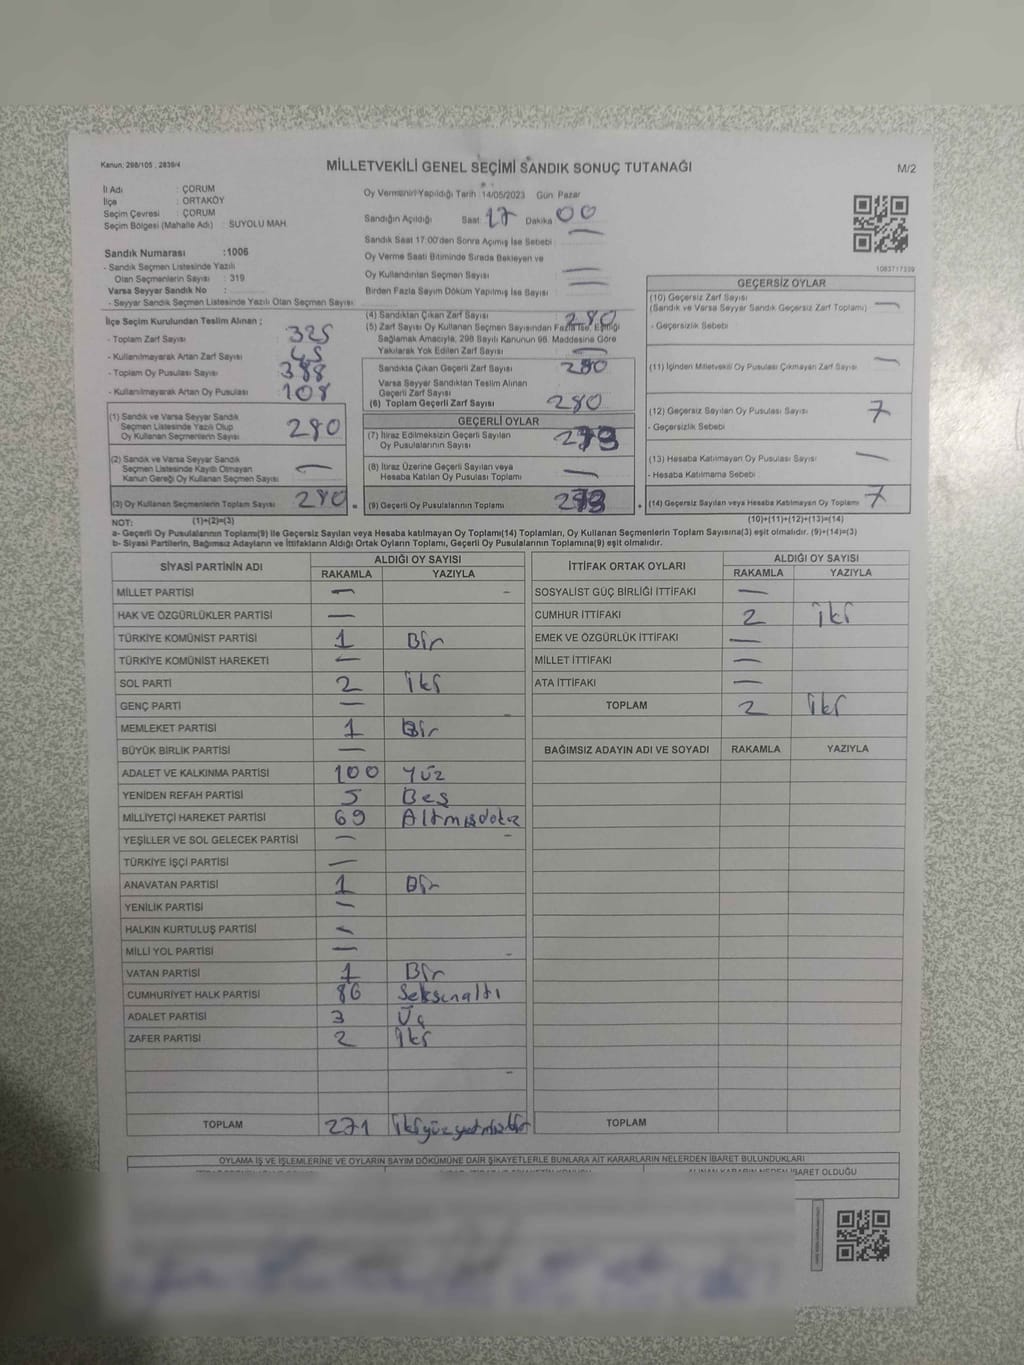 Kanun: 298/105 , 2839/4
MİLLETVEKİLİ GENEL SEÇİMİ SANDIK SONUÇ TUTANAĞI
M/2
İl Adı : ÇORUM
İlçe : ORTAKÖY
Seçim Çevresi : ÇORUM
Seçim Bölgesi (Mahalle Adı) : SUYOLU MAH.
Oy Vermenin Yapıldığı Tarih :14/05/2023 Gün Pazar
Sandığın Açıldığı Saat 17 Dakika 00
Sandık Saat 17:00'den Sonra Açımış İse Sebebi :
Oy Verme Saati Bitiminde Sırada Bekleyen ve
Oy Kullandırılan Seçmen Sayısı : —
Birden Fazla Sayım Döküm Yapılmış İse Sayısı : —
Sandık Numarası :1006
- Sandık Seçmen Listesinde Yazılı
Olan Seçmenlerin Sayısı : 319
Varsa Seyyar Sandık No :
- Seyyar Sandık Seçmen Listesinde Yazılı Olan Seçmen Sayısı :
1083717339
İlçe Seçim Kurulundan Teslim Alınan ;
- Toplam Zarf Sayısı 325
- Kullanılmayarak Artan Zarf Sayısı 45
- Toplam Oy Pusulası Sayısı 388
- Kullanılmayarak Artan Oy Pusulası 108
(1) Sandık ve Varsa Seyyar Sandık
Seçmen Listesinde Yazılı Olup
Oy Kullanan Seçmenlerin Sayısı 280
(2) Sandık ve Varsa Seyyar Sandık
Seçmen Listesinde Kayıtlı Olmayan
Kanun Gereği Oy Kullanan Seçmen Sayısı —
(3) Oy Kullanan Seçmenlerin Toplam Sayısı 280
(4) Sandıktan Çıkan Zarf Sayısı : 280
(5) Zarf Sayısı Oy Kullanan Seçmen Sayısından Fazla İse, Eşitliği
Sağlamak Amacıyla, 298 Sayılı Kanunun 98. Maddesine Göre
Yakılarak Yok Edilen Zarf Sayısı : —
Sandıkta Çıkan Geçerli Zarf Sayısı 280
Varsa Seyyar Sandıktan Teslim Alınan
Geçerli Zarf Sayısı
(6) Toplam Geçerli Zarf Sayısı 280
GEÇERLİ OYLAR
(7) İtiraz Edilmeksizin Geçerli Sayılan
Oy Pusulalarının Sayısı 273
(8) İtiraz Üzerine Geçerli Sayılan veya
Hesaba Katılan Oy Pusulası Toplamı —
= (9) Geçerli Oy Pusulalarının Toplamı 273
GEÇERSİZ OYLAR
(10) Geçersiz Zarf Sayısı
(Sandık ve Varsa Seyyar Sandık Geçersiz Zarf Toplamı) —
- Geçersizlik Sebebi
(11) İçinden Milletvekili Oy Pusulası Çıkmayan Zarf Sayısı —
(12) Geçersiz Sayılan Oy Pusulası Sayısı 7
- Geçersizlik Sebebi
(13) Hesaba Katılmayan Oy Pusulası Sayısı —
- Hesaba Katılmama Sebebi
+ (14) Geçersiz Sayılan veya Hesaba Katılmayan Oy Toplamı 7
NOT: (1)+(2)=(3) (10)+(11)+(12)+(13)=(14)
a- Geçerli Oy Pusulalarının Toplamı(9) ile Geçersiz Sayılan veya Hesaba katılmayan Oy Toplamı(14) Toplamları, Oy Kullanan Seçmenlerin Toplam Sayısına(3) eşit olmalıdır. (9)+(14)=(3)
b- Siyasi Partilerin, Bağımsız Adayların ve İttifakların Aldığı Ortak Oyların Toplamı, Geçerli Oy Pusulalarının Toplamına(9) eşit olmalıdır.
SİYASİ PARTİNİN ADI ALDIĞI OY SAYISI
RAKAMLA YAZIYLA
MİLLET PARTİSİ —
HAK VE ÖZGÜRLÜKLER PARTİSİ —
TÜRKİYE KOMÜNİST PARTİSİ 1 Bir
TÜRKİYE KOMÜNİST HAREKETİ —
SOL PARTİ 2 İki
GENÇ PARTİ —
MEMLEKET PARTİSİ 1 Bir
BÜYÜK BİRLİK PARTİSİ —
ADALET VE KALKINMA PARTİSİ 100 Yüz
YENİDEN REFAH PARTİSİ 5 Beş
MİLLİYETÇİ HAREKET PARTİSİ 69 Altmışdokz
YEŞİLLER VE SOL GELECEK PARTİSİ —
TÜRKİYE İŞÇİ PARTİSİ —
ANAVATAN PARTİSİ 1 Bir
YENİLİK PARTİSİ —
HALKIN KURTULUŞ PARTİSİ —
MİLLİ YOL PARTİSİ —
VATAN PARTİSİ 1 Bir
CUMHURİYET HALK PARTİSİ 86 Seksenaltı
ADALET PARTİSİ 3 Üç
ZAFER PARTİSİ 2 İki
TOPLAM 271 İkiyüzyetmişbir
İTTİFAK ORTAK OYLARI ALDIĞI OY SAYISI
RAKAMLA YAZIYLA
SOSYALİST GÜÇ BİRLİĞİ İTTİFAKI —
CUMHUR İTTİFAKI 2 İki
EMEK VE ÖZGÜRLÜK İTTİFAKI —
MİLLET İTTİFAKI —
ATA İTTİFAKI —
TOPLAM 2 İki
BAĞIMSIZ ADAYIN ADI VE SOYADI RAKAMLA YAZIYLA
TOPLAM
OYLAMA İŞ VE İŞLEMLERİNE VE OYLARIN SAYIM DÖKÜMÜNE DAİR ŞİKAYETLERLE BUNLARA AİT KARARLARIN NELERDEN İBARET BULUNDUKLARI
ALINAN KARARIN NEDEN İBARET OLDUĞU